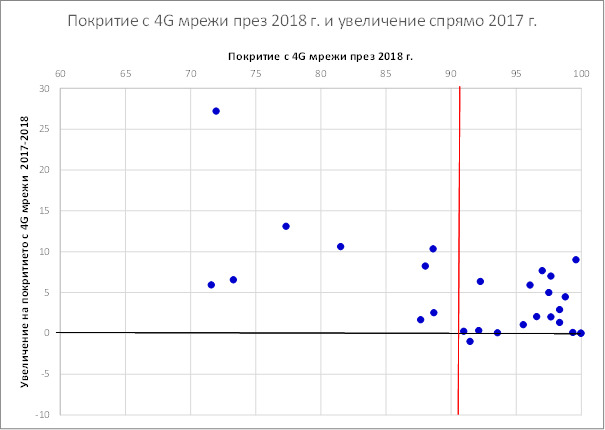 Покритие с 4G мрежи през 2018 г. и увеличение спрямо 2017 г.
Покритие с 4G мрежи през 2018 г.
60 65 70 75 80 85 90 95 100
Увеличение на покритието с 4G мрежи 2017-2018
30
25
20
15
10
5
0
-5
-10